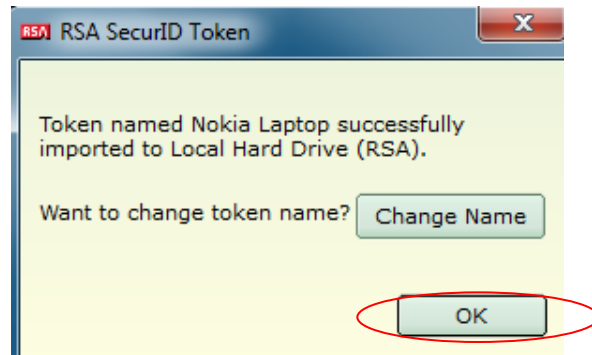 RSA RSA SecurID Token
X
Token named Nokia Laptop successfully
imported to Local Hard Drive (RSA).
Want to change token name? Change Name
OK